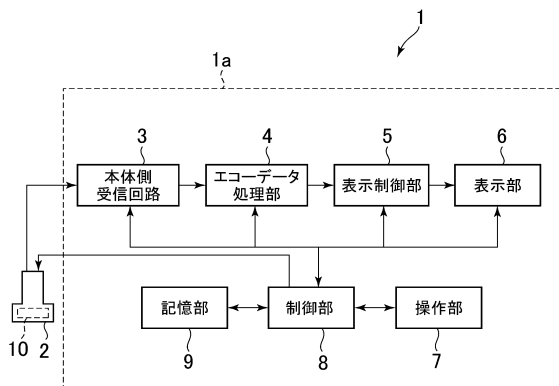 1
1a
3
4
5
6
本体側
受信回路
エコーデータ
処理部
表示制御部
表示部
記憶部
制御部
操作部
10
2
9
8
7